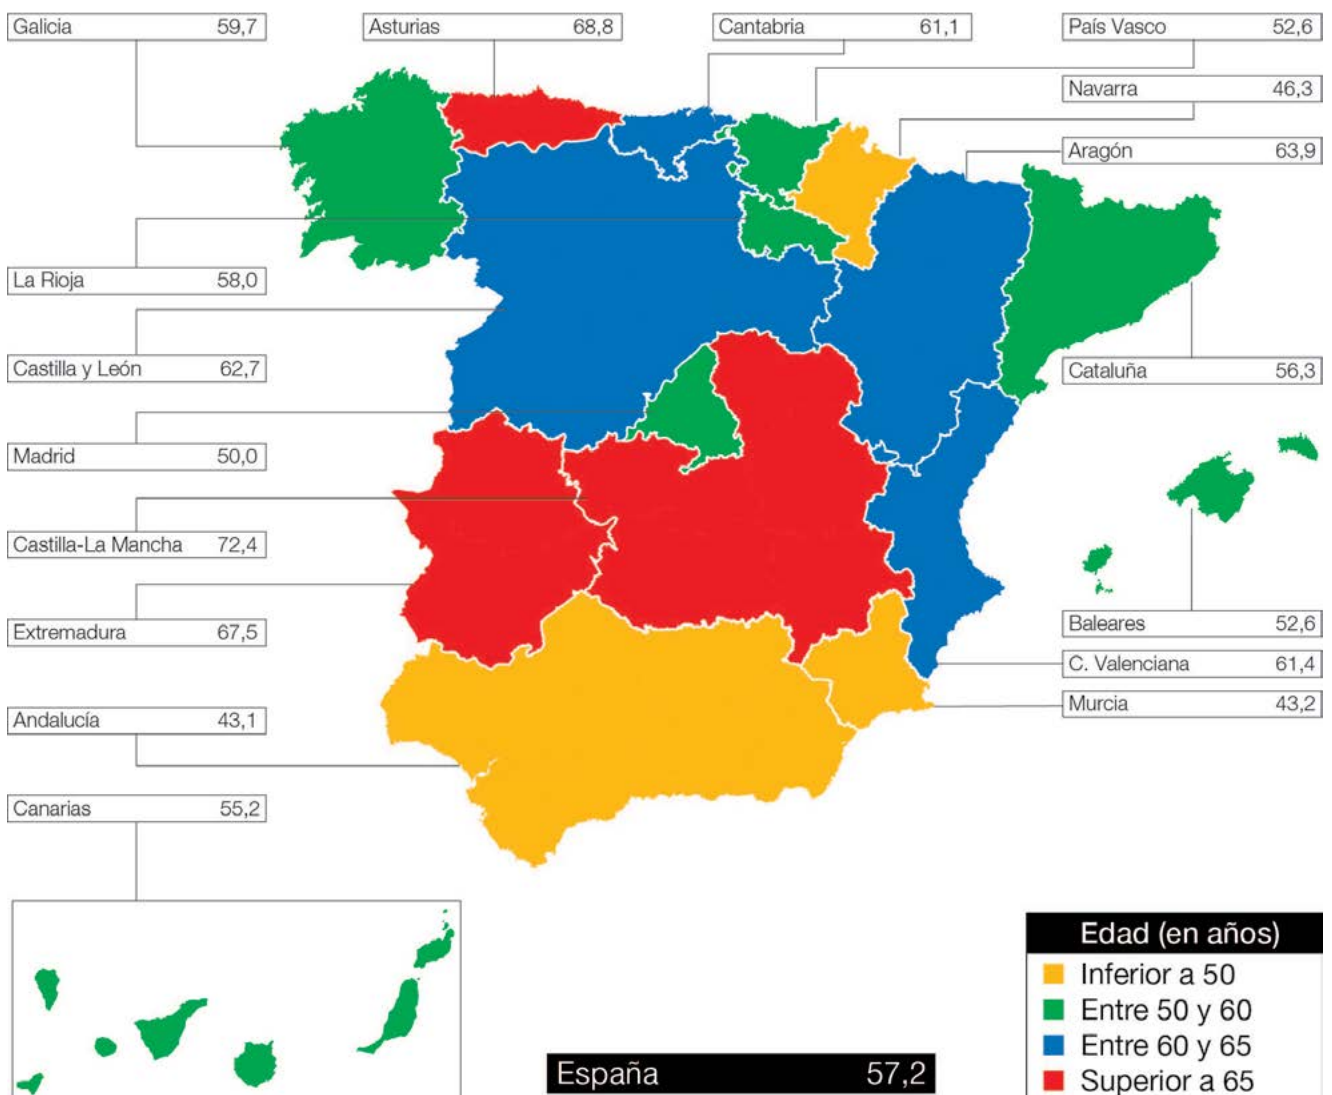 Galicia 59,7
Asturias 68,8
Cantabria 61,1
País Vasco 52,6
Navarra 46,3
Aragón 63,9
La Rioja 58,0
Castilla y León 62,7
Cataluña 56,3
Madrid 50,0
Castilla-La Mancha 72,4
Extremadura 67,5
Baleares 52,6
C. Valenciana 61,4
Murcia 43,2
Andalucía 43,1
Canarias 55,2
Edad (en años)
Inferior a 50
Entre 50 y 60
Entre 60 y 65
Superior a 65
España 57,2